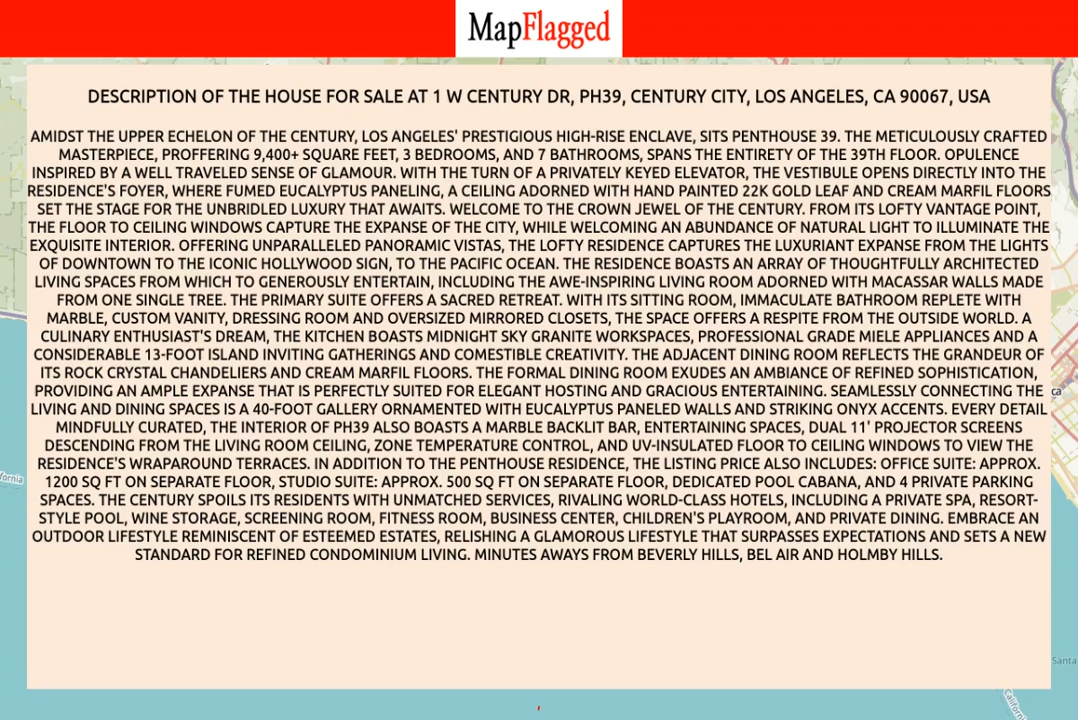 MapFlagged
DESCRIPTION OF THE HOUSE FOR SALE AT 1 W CENTURY DR, PH39, CENTURY CITY, LOS ANGELES, CA 90067, USA
AMIDST THE UPPER ECHELON OF THE CENTURY, LOS ANGELES' PRESTIGIOUS HIGH-RISE ENCLAVE, SITS PENTHOUSE 39. THE METICULOUSLY CRAFTED
MASTERPIECE, PROFFERING 9,400+ SQUARE FEET, 3 BEDROOMS, AND 7 BATHROOMS, SPANS THE ENTIRETY OF THE 39TH FLOOR. OPULENCE
INSPIRED BY A WELL TRAVELED SENSE OF GLAMOUR. WITH THE TURN OF A PRIVATELY KEYED ELEVATOR, THE VESTIBULE OPENS DIRECTLY INTO THE
RESIDENCE'S FOYER, WHERE FUMED EUCALYPTUS PANELING, A CEILING ADORNED WITH HAND PAINTED 22K GOLD LEAF AND CREAM MARFIL FLOORS
SET THE STAGE FOR THE UNBRIDLED LUXURY THAT AWAITS. WELCOME TO THE CROWN JEWEL OF THE CENTURY. FROM ITS LOFTY VANTAGE POINT,
THE FLOOR TO CEILING WINDOWS CAPTURE THE EXPANSE OF THE CITY, WHILE WELCOMING AN ABUNDANCE OF NATURAL LIGHT TO ILLUMINATE THE
EXQUISITE INTERIOR. OFFERING UNPARALLELED PANORAMIC VISTAS, THE LOFTY RESIDENCE CAPTURES THE LUXURIANT EXPANSE FROM THE LIGHTS
OF DOWNTOWN TO THE ICONIC HOLLYWOOD SIGN, TO THE PACIFIC OCEAN. THE RESIDENCE BOASTS AN ARRAY OF THOUGHTFULLY ARCHITECTED
LIVING SPACES FROM WHICH TO GENEROUSLY ENTERTAIN, INCLUDING THE AWE-INSPIRING LIVING ROOM ADORNED WITH MACASSAR WALLS MADE
FROM ONE SINGLE TREE. THE PRIMARY SUITE OFFERS A SACRED RETREAT. WITH ITS SITTING ROOM, IMMACULATE BATHROOM REPLETE WITH
MARBLE, CUSTOM VANITY, DRESSING ROOM AND OVERSIZED MIRRORED CLOSETS, THE SPACE OFFERS A RESPITE FROM THE OUTSIDE WORLD. A
CULINARY ENTHUSIAST'S DREAM, THE KITCHEN BOASTS MIDNIGHT SKY GRANITE WORKSPACES, PROFESSIONAL GRADE MIELE APPLIANCES AND A
CONSIDERABLE 13-FOOT ISLAND INVITING GATHERINGS AND COMESTIBLE CREATIVITY. THE ADJACENT DINING ROOM REFLECTS THE GRANDEUR OF
ITS ROCK CRYSTAL CHANDELIERS AND CREAM MARFIL FLOORS. THE FORMAL DINING ROOM EXUDES AN AMBIANCE OF REFINED SOPHISTICATION,
PROVIDING AN AMPLE EXPANSE THAT IS PERFECTLY SUITED FOR ELEGANT HOSTING AND GRACIOUS ENTERTAINING. SEAMLESSLY CONNECTING THE
LIVING AND DINING SPACES IS A 40-FOOT GALLERY ORNAMENTED WITH EUCALYPTUS PANELED WALLS AND STRIKING ONYX ACCENTS. EVERY DETAIL
MINDFULLY CURATED, THE INTERIOR OF PH39 ALSO BOASTS A MARBLE BACKLIT BAR, ENTERTAINING SPACES, DUAL 11' PROJECTOR SCREENS
DESCENDING FROM THE LIVING ROOM CEILING, ZONE TEMPERATURE CONTROL, AND UV-INSULATED FLOOR TO CEILING WINDOWS TO VIEW THE
RESIDENCE'S WRAPAROUND TERRACES. IN ADDITION TO THE PENTHOUSE RESIDENCE, THE LISTING PRICE ALSO INCLUDES: OFFICE SUITE: APPROX.
1200 SQ FT ON SEPARATE FLOOR, STUDIO SUITE: APPROX. 500 SQ FT ON SEPARATE FLOOR, DEDICATED POOL CABANA, AND 4 PRIVATE PARKING
SPACES. THE CENTURY SPOILS ITS RESIDENTS WITH UNMATCHED SERVICES, RIVALING WORLD-CLASS HOTELS, INCLUDING A PRIVATE SPA, RESORT-
STYLE POOL, WINE STORAGE, SCREENING ROOM, FITNESS ROOM, BUSINESS CENTER, CHILDREN'S PLAYROOM, AND PRIVATE DINING. EMBRACE AN
OUTDOOR LIFESTYLE REMINISCENT OF ESTEEMED ESTATES, RELISHING A GLAMOROUS LIFESTYLE THAT SURPASSES EXPECTATIONS AND SETS A NEW
STANDARD FOR REFINED CONDOMINIUM LIVING. MINUTES AWAYS FROM BEVERLY HILLS, BEL AIR AND HOLMBY HILLS.
ca
fornia
Santa
California